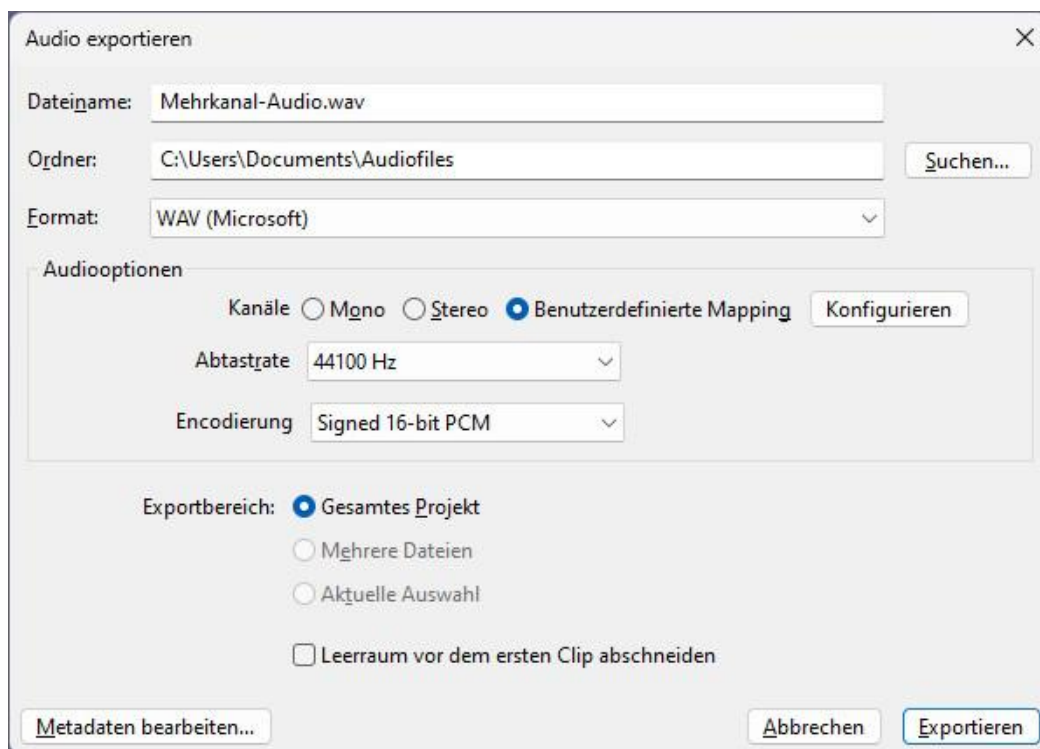 Audio exportieren
Dateiname: Mehrkanal-Audio.wav
Ordner: C:\Users\Documents\Audiofiles Suchen...
Format: WAV (Microsoft)
Audiooptionen
Kanäle Mono Stereo Benutzerdefinierte Mapping Konfigurieren
Abtastrate 44100 Hz
Encodierung Signed 16-bit PCM
Exportbereich: Gesamtes Projekt
Mehrere Dateien
Aktuelle Auswahl
Leerraum vor dem ersten Clip abschneiden
Metadaten bearbeiten... Abbrechen Exportieren